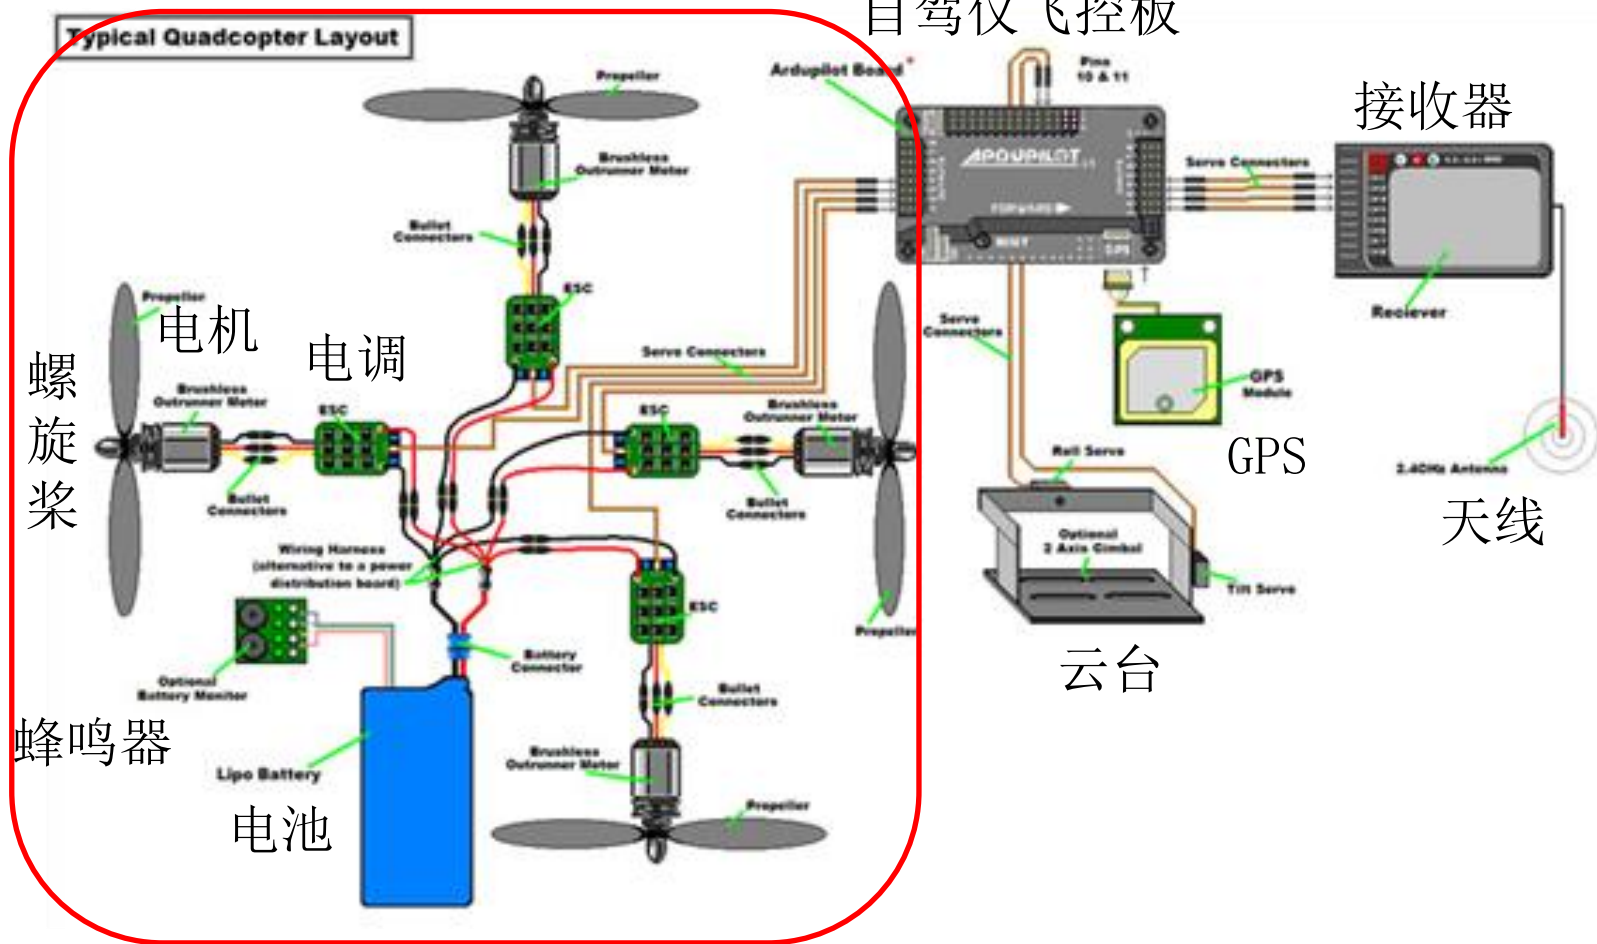 Typical Quadcopter Layout
自驾仪飞控板
Ardupilot Board *
Pins
10 & 11
接收器
Propeller
Brushless
Outrunner Motor
Bullet
Connectors
ESC
ARDUPILOT
FORWARD
RESET
GPS
Servo Connectors
Reciever
Propeller
电机
电调
螺
旋
桨
Brushless
Outrunner Motor
ESC
Bullet
Connectors
Servo Connectors
ESC
Brushless
Outrunner Motor
Bullet
Connectors
Propeller
Servo
Connectors
GPS
Module
GPS
2.4GHz Antenna
天线
Roll Servo
Optional
2 Axis Gimbal
Tilt Servo
云台
Wiring Harness
(alternative to a power
distribution board)
ESC
Battery
Connector
Optional
Battery Monitor
蜂鸣器
Lipo Battery
电池
Bullet
Connectors
Brushless
Outrunner Motor
Propeller